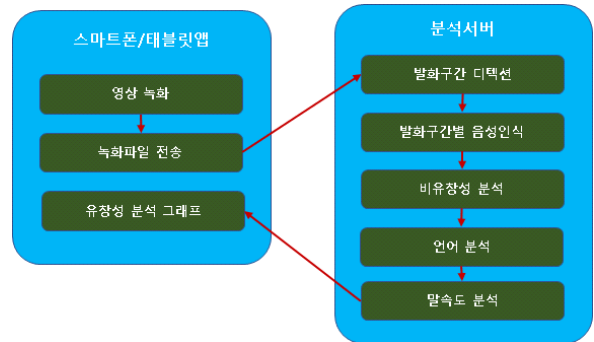 스마트폰/태블릿앱
영상 녹화
녹화파일 전송
유창성 분석 그래프
분석서버
발화구간 디텍션
발화구간별 음성인식
비유창성 분석
언어 분석
말속도 분석